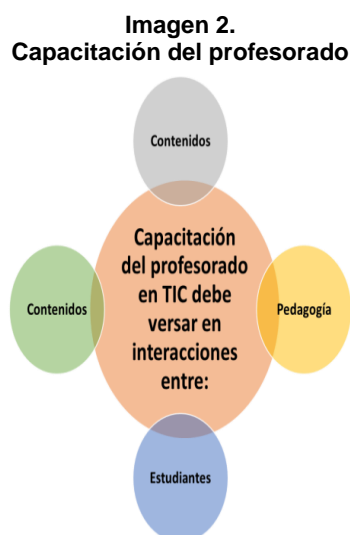 Imagen 2.
Capacitación del profesorado
Contenidos
Capacitación
del profesorado
en TIC debe
versar en
interacciones
entre:
Contenidos
Pedagogía
Estudiantes